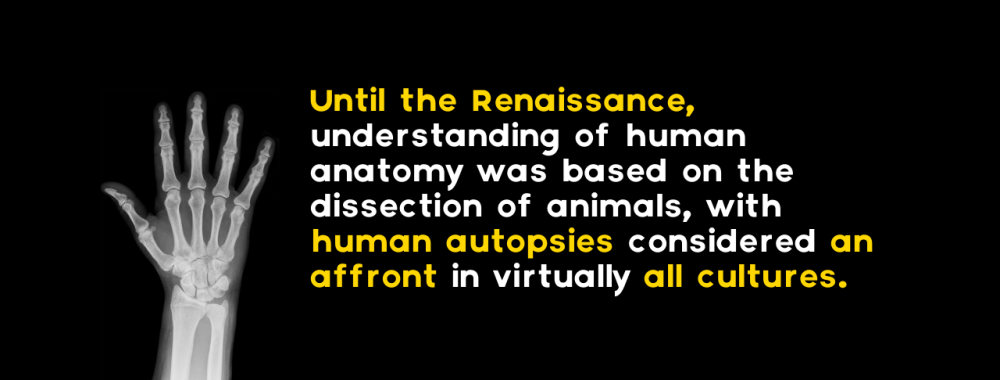 Until the Renaissance,
understanding of human
anatomy was based on the
dissection of animals, with
human autopsies considered an
affront in virtually all cultures.